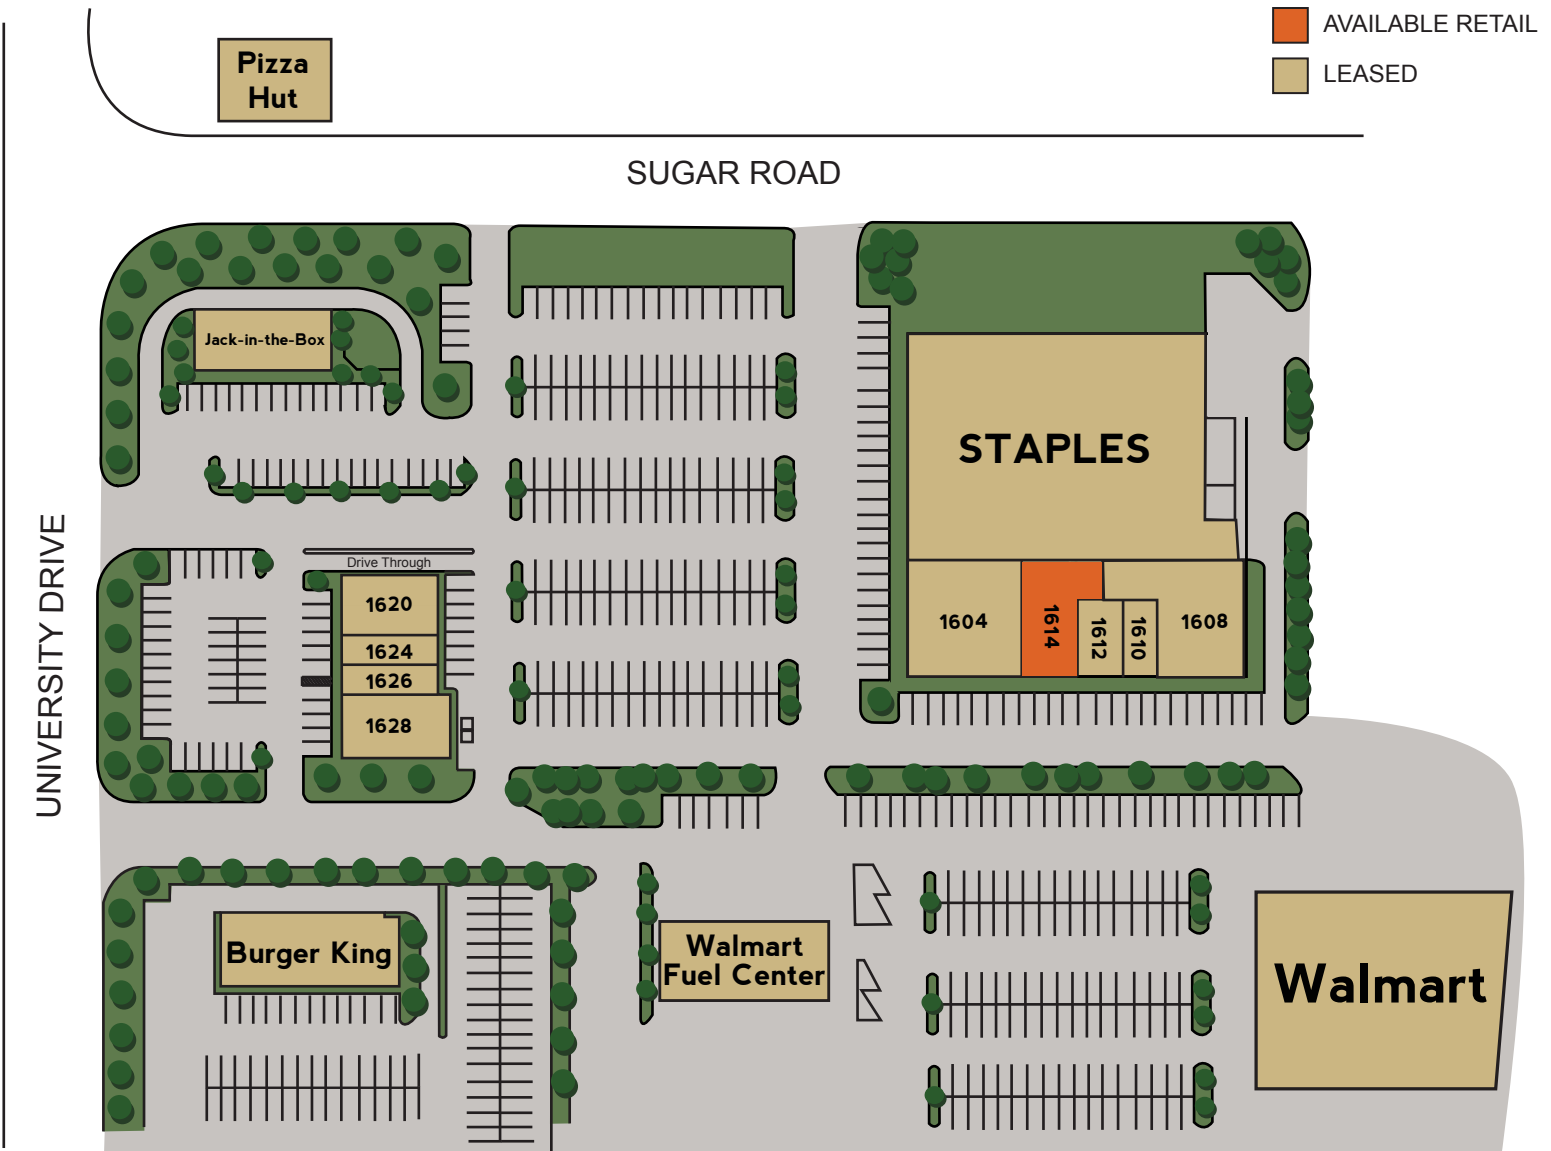 AVAILABLE RETAIL
LEASED
Pizza
Hut
SUGAR ROAD
Jack-in-the-Box
STAPLES
UNIVERSITY DRIVE
Drive Through
1620
1624
1626
1628
1604
1614
1612
1610
1608
Burger King
Walmart
Fuel Center
Walmart